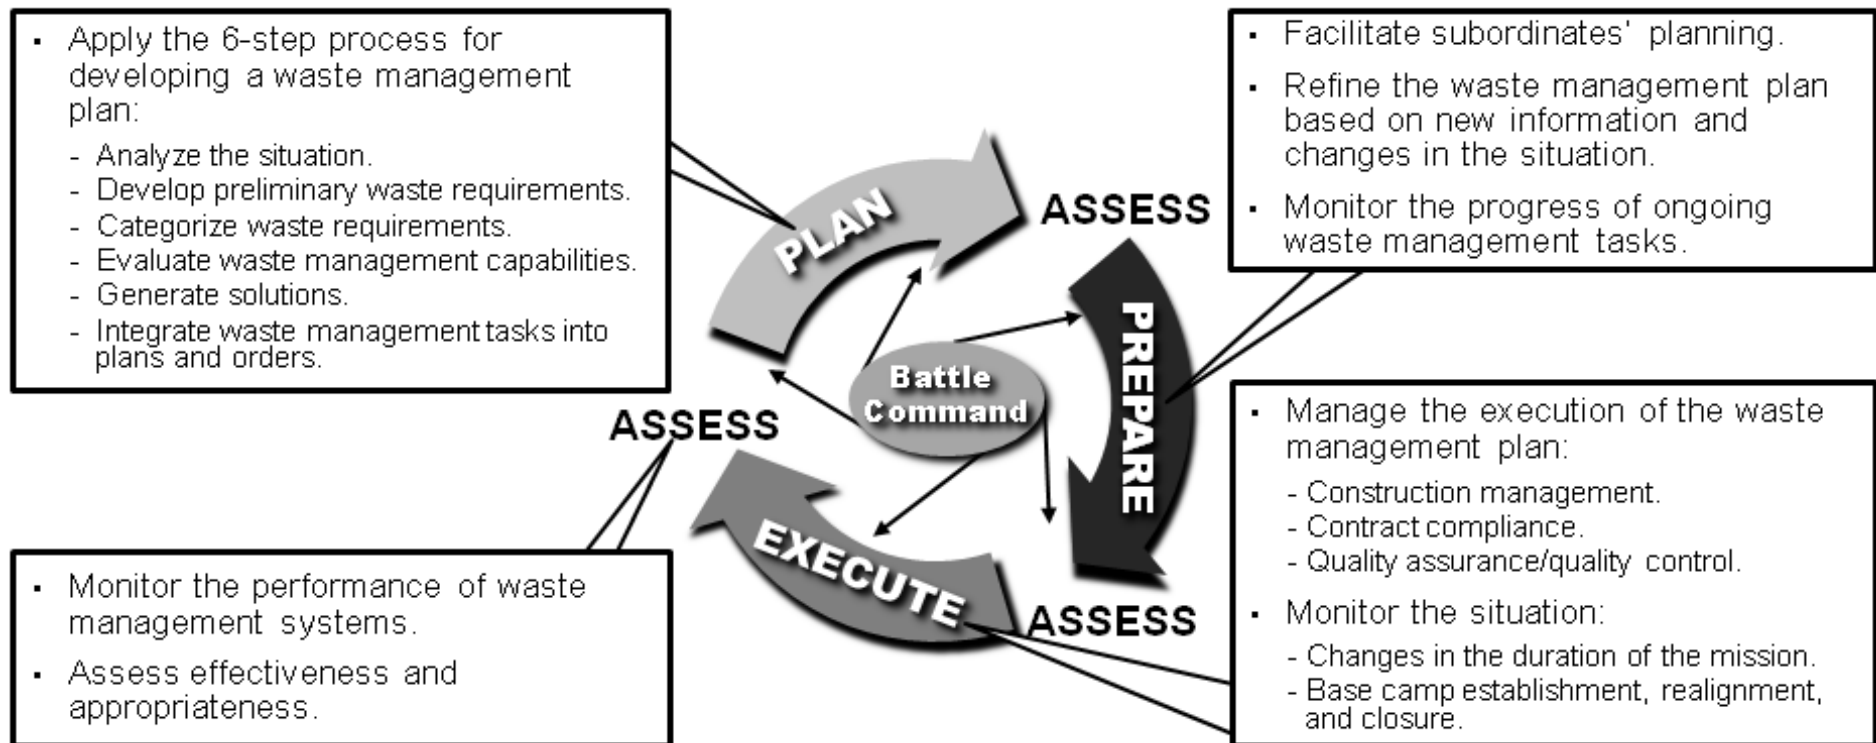 ▪ Apply the 6-step process for
developing a waste management
plan:
- Analyze the situation.
- Develop preliminary waste requirements.
- Categorize waste requirements.
- Evaluate waste management capabilities.
- Generate solutions.
- Integrate waste management tasks into
plans and orders.
▪ Facilitate subordinates' planning.
▪ Refine the waste management plan
based on new information and
changes in the situation.
▪ Monitor the progress of ongoing
waste management tasks.
PLAN
ASSESS
PREPARE
Battle
Command
ASSESS
EXECUTE
ASSESS
▪ Monitor the performance of waste
management systems.
▪ Assess effectiveness and
appropriateness.
▪ Manage the execution of the waste
management plan:
- Construction management.
- Contract compliance.
- Quality assurance/quality control.
▪ Monitor the situation:
- Changes in the duration of the mission.
- Base camp establishment, realignment,
and closure.